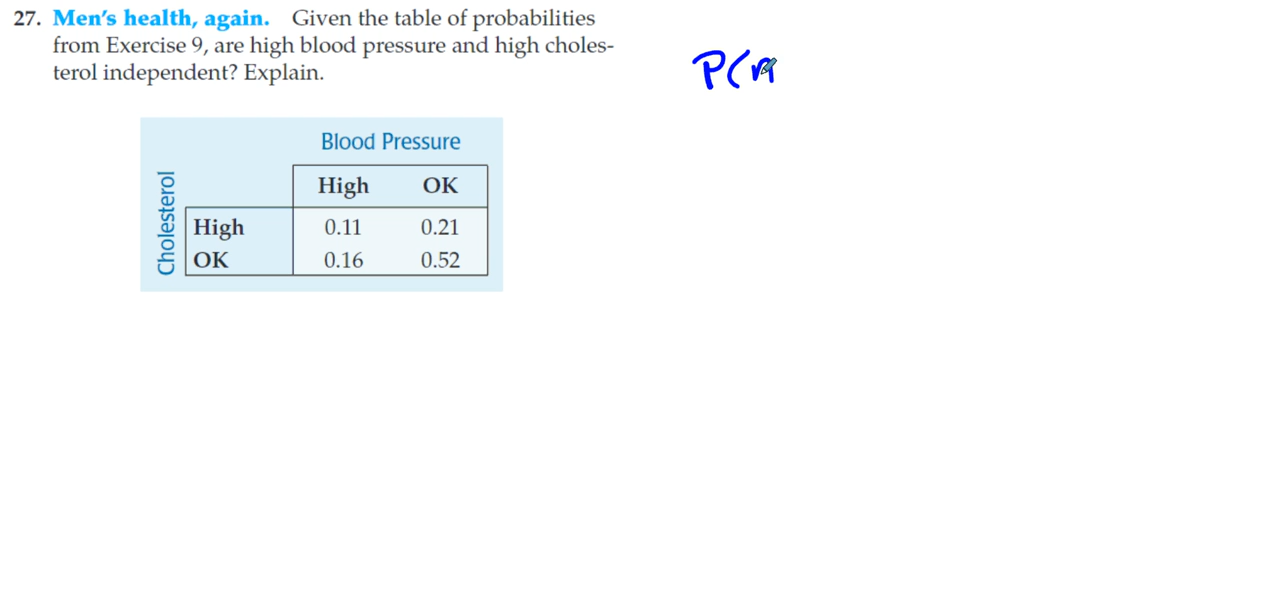 27. Men's health, again. Given the table of probabilities
from Exercise 9, are high blood pressure and high choles-
terol independent? Explain.
P(
Blood Pressure
Cholesterol
High OK
High 0.11 0.21
OK 0.16 0.52